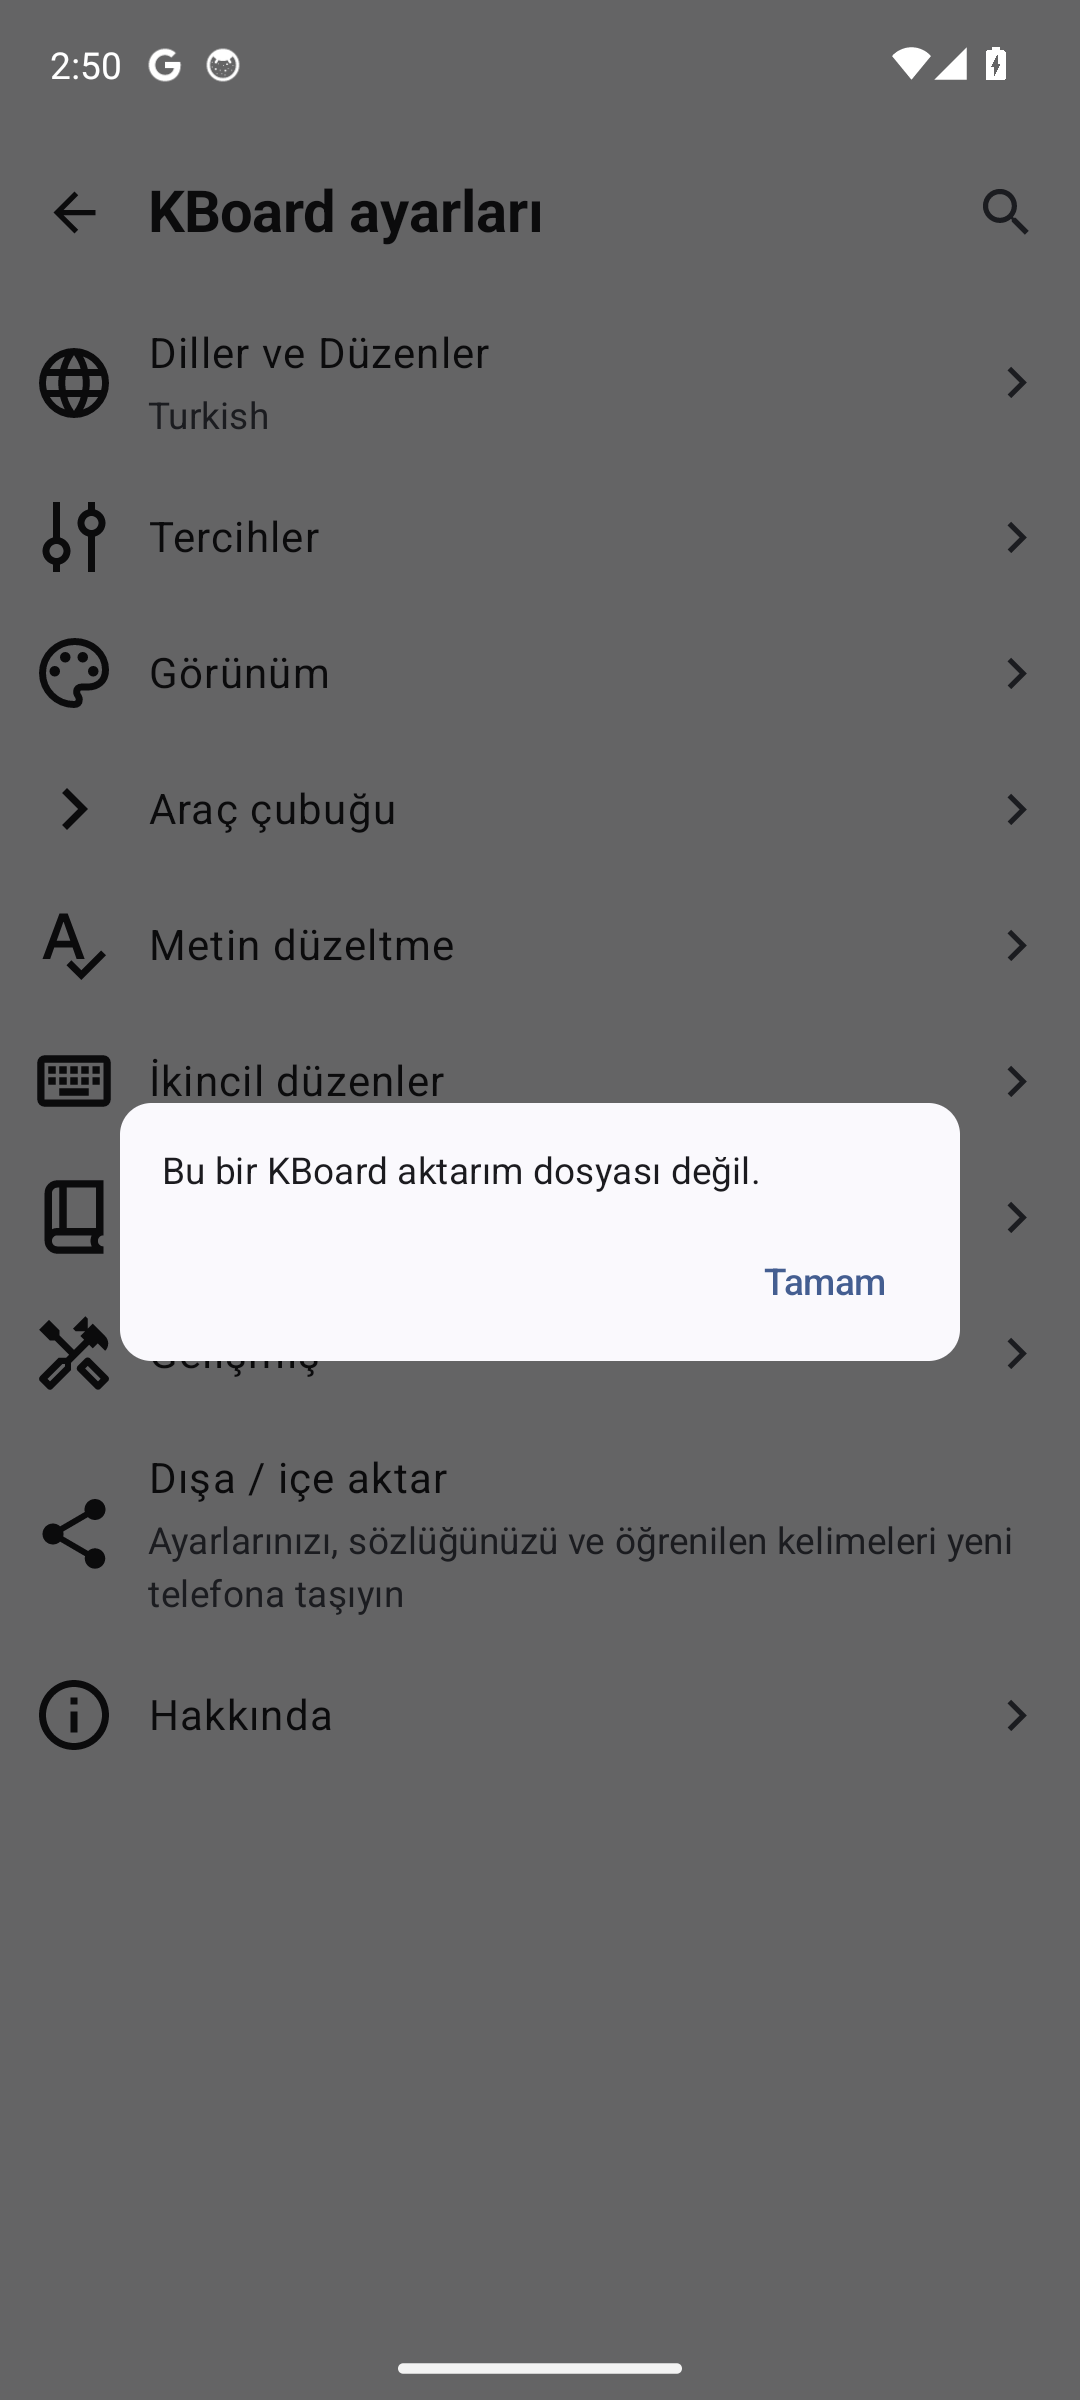 2:50
KBoard ayarları
Diller ve Düzenler
Turkish
Tercihler
Görünüm
Araç çubuğu
Metin düzeltme
İkincil düzenler
Bu bir KBoard aktarım dosyası değil.
Tamam
Gelişmiş
Dışa / içe aktar
Ayarlarınızı, sözlüğünüzü ve öğrenilen kelimeleri yeni
telefona taşıyın
Hakkında